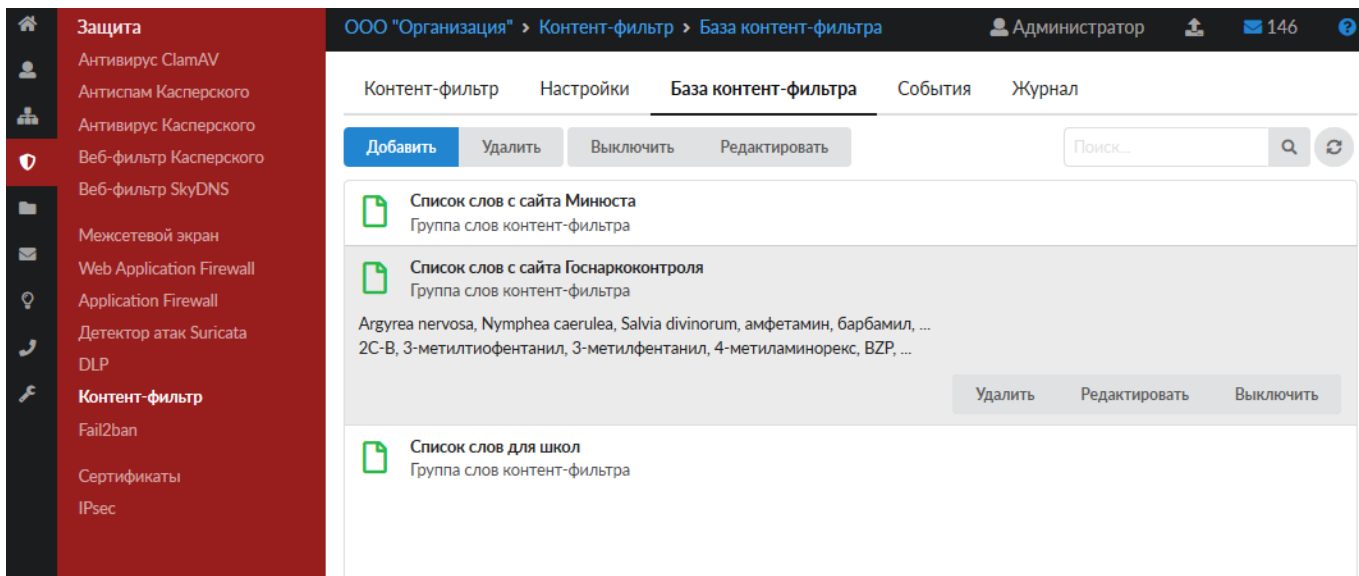 Защита
Антивирус ClamAV
Антиспам Касперского
Антивирус Касперского
Веб-фильтр Касперского
Веб-фильтр SkyDNS
Межсетевой экран
Web Application Firewall
Application Firewall
Детектор атак Suricata
DLP
Контент-фильтр
Fail2ban
Сертификаты
IPsec
ООО "Организация" > Контент-фильтр > База контент-фильтра
Администратор
146
Контент-фильтр Настройки База контент-фильтра События Журнал
Добавить Удалить Выключить Редактировать Поиск...
Список слов с сайта Минюста
Группа слов контент-фильтра
Список слов с сайта Госнаркоконтроля
Группа слов контент-фильтра
Argyrea nervosa, Nymphea caerulea, Salvia divinorum, амфетамин, барбамил, ...
2C-B, 3-метилтиофентанил, 3-метилфентанил, 4-метиламинорекс, BZP, ...
Удалить Редактировать Выключить
Список слов для школ
Группа слов контент-фильтра